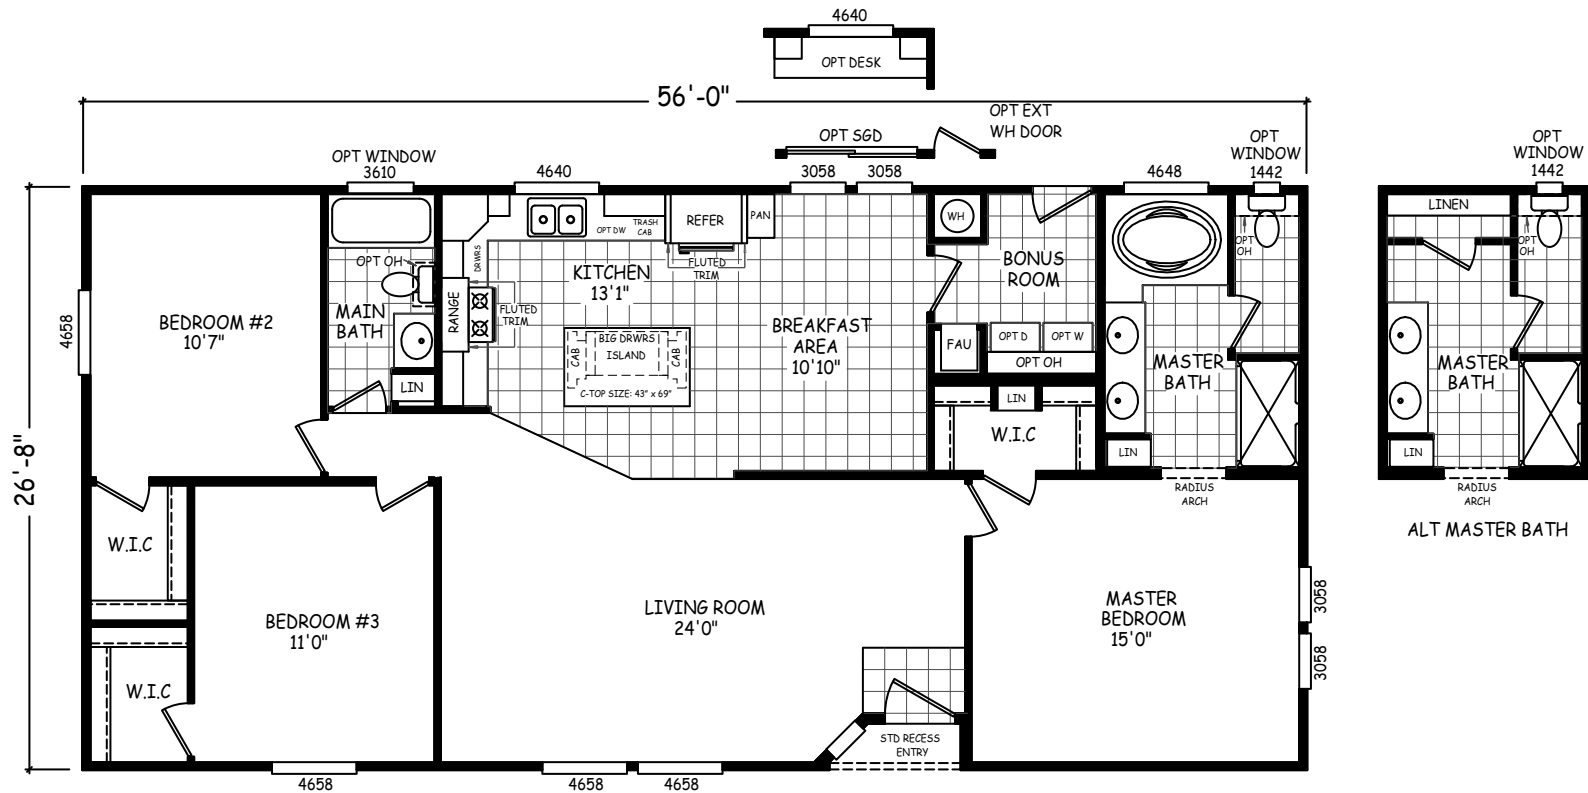 4640
OPT DESK
56'-0"
OPT EXT
WH DOOR
OPT SGD
OPT WINDOW
3610
4640
3058
3058
4648
OPT
WINDOW
1442
OPT
WINDOW
1442
26'-8"
4658
BEDROOM #2
10'7"
OPT OH
MAIN
BATH
LIN
DRWRS
RANGE
FLUTED
TRIM
OPT DW
TRASH
CAB
REFER
PAN
FLUTED
TRIM
KITCHEN
13'1"
CAB
BIG DRWRS
ISLAND
CAB
C-TOP SIZE: 43" x 69"
BREAKFAST
AREA
10'10"
WH
BONUS
ROOM
FAU
OPT D
OPT W
OPT OH
LIN
W.I.C
OPT
OH
MASTER
BATH
LIN
RADIUS
ARCH
LINEN
OPT
OH
MASTER
BATH
LIN
RADIUS
ARCH
ALT MASTER BATH
W.I.C
W.I.C
BEDROOM #3
11'0"
LIVING ROOM
24'0"
MASTER
BEDROOM
15'0"
3058
3058
STD RECESS
ENTRY
4658
4658
4658